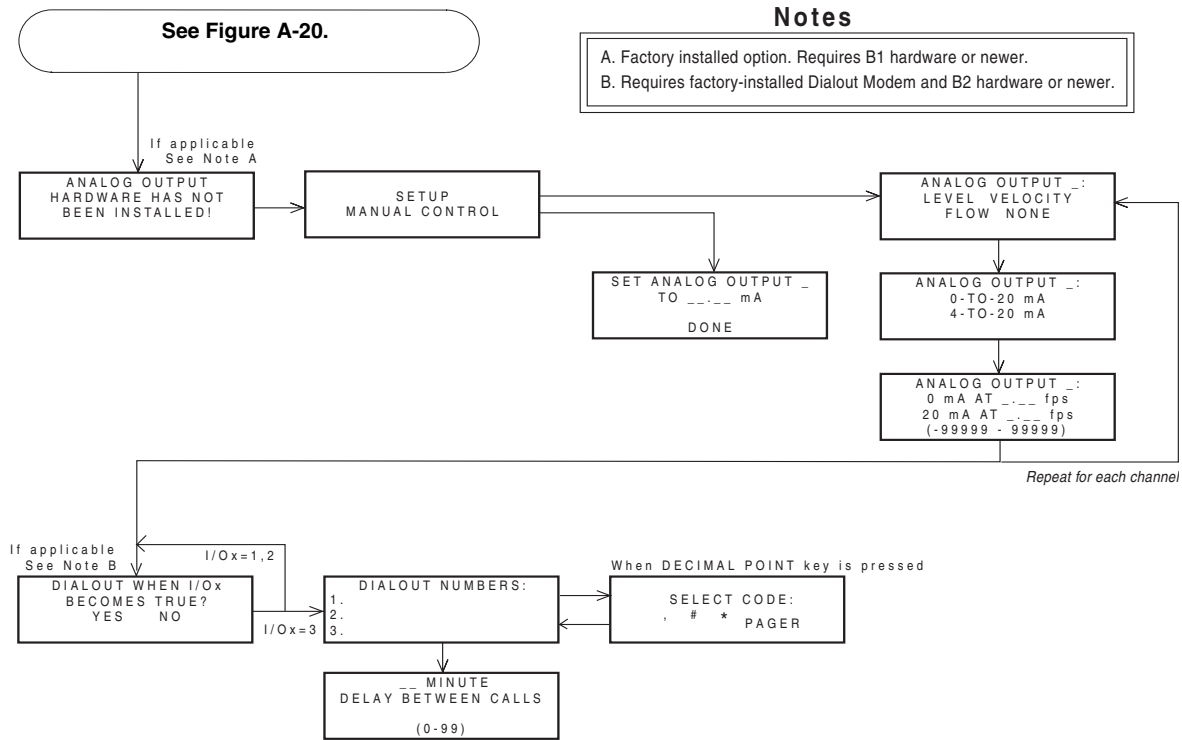 See Figure A-20.
Notes
A. Factory installed option. Requires B1 hardware or newer.
B. Requires factory-installed Dialout Modem and B2 hardware or newer.
If applicable
See Note A
ANALOG OUTPUT
HARDWARE HAS NOT
BEEN INSTALLED!
SETUP
MANUAL CONTROL
ANALOG OUTPUT _:
LEVEL VELOCITY
FLOW NONE
SET ANALOG OUTPUT _
TO __.__ mA
DONE
ANALOG OUTPUT _:
0-TO-20 mA
4-TO-20 mA
ANALOG OUTPUT _:
0 mA AT _.__ fps
20 mA AT _.__ fps
(-99999 - 99999)
Repeat for each channel
If applicable
See Note B
I/Ox=1,2
DIALOUT WHEN I/Ox
BECOMES TRUE?
YES NO
I/Ox=3
DIALOUT NUMBERS:
1.
2.
3.
When DECIMAL POINT key is pressed
SELECT CODE:
, # * PAGER
__ MINUTE
DELAY BETWEEN CALLS
(0-99)